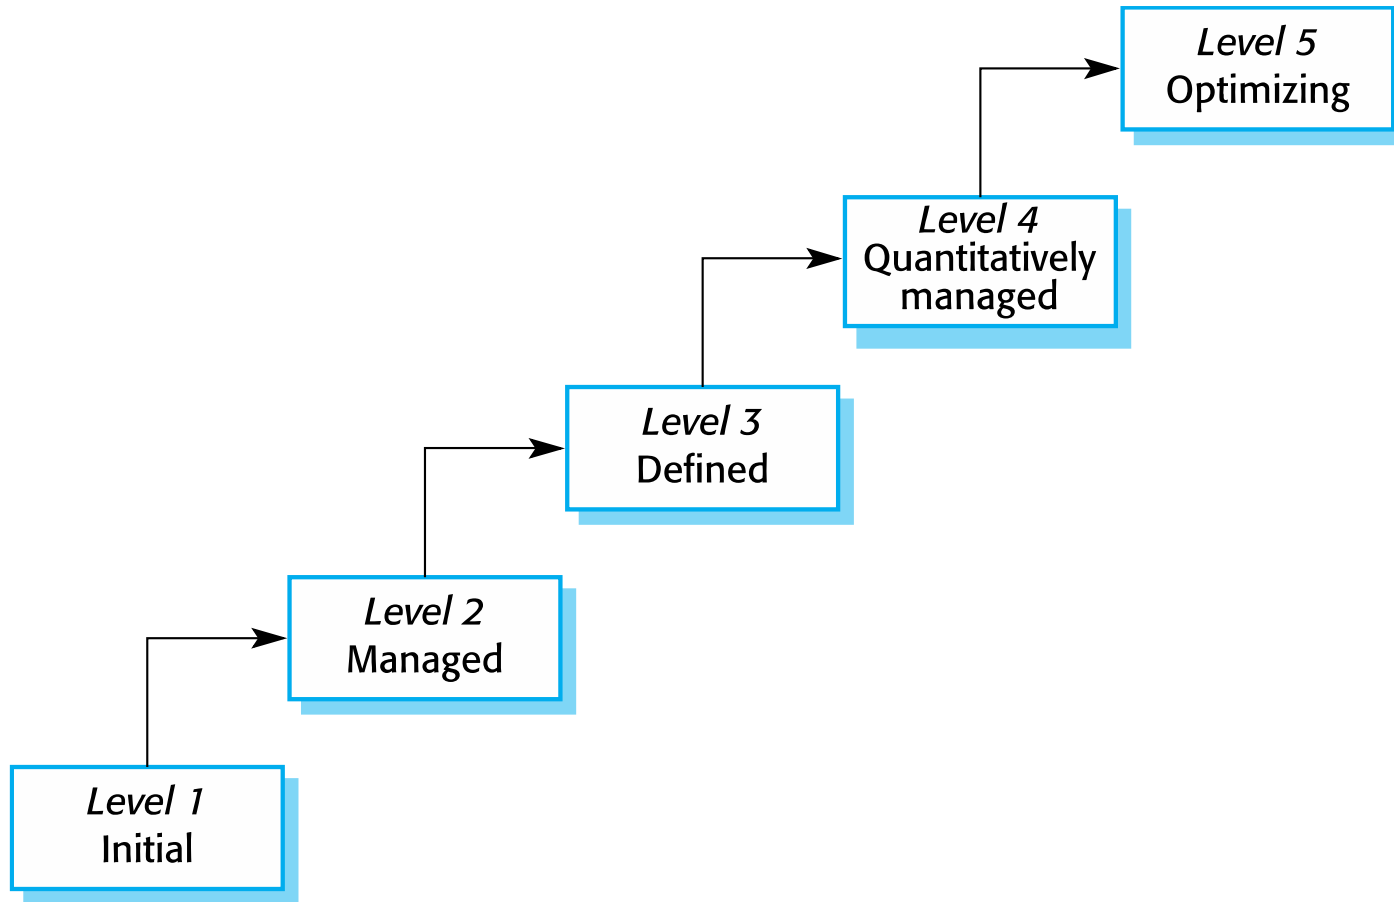 Level 5
Optimizing
Level 4
Quantitatively
managed
Level 3
Defined
Level 2
Managed
Level 1
Initial